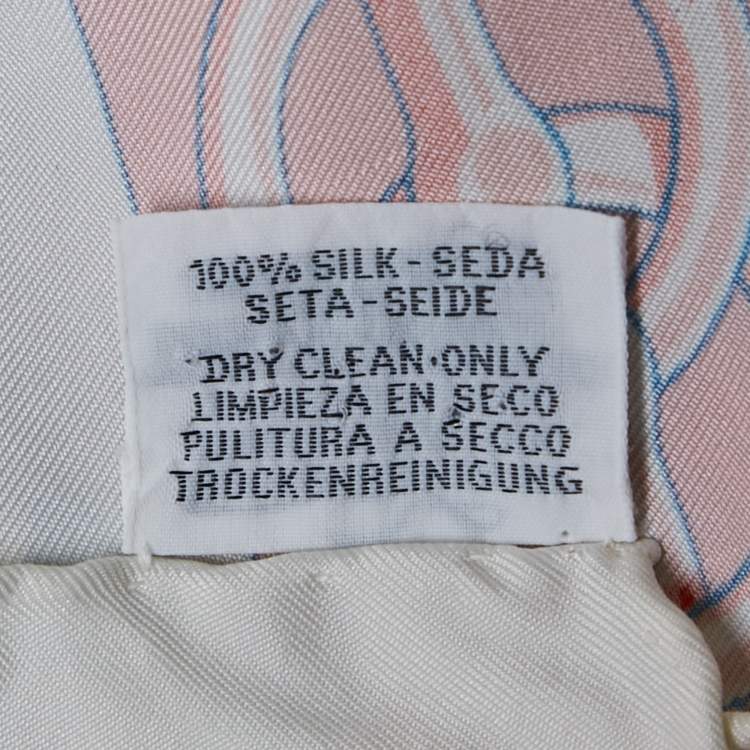 100% SILK - SEDA
SETA - SEIDE
DRY CLEAN ONLY
LIMPIEZA EN SECO
PULITURA A SECCO
TROCKENREINIGUNG